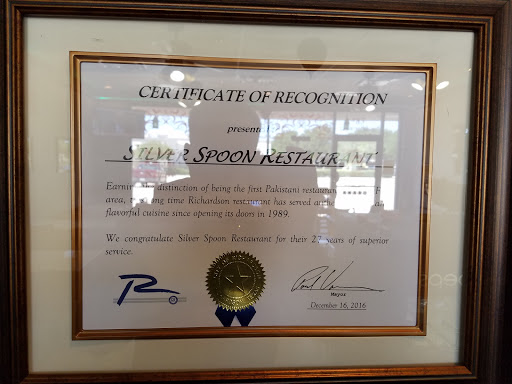 CERTIFICATE OF RECOGNITION
presented
SILVER SPOON RESTAURANT
distinction of being the first Pakistani restaurant
area, time Richardson restaurant has served
flavorful cuisine since opening its doors in 1989.
We congratulate Silver Spoon Restaurant for their 27 years of superior
service.
R
Mayor
December 16, 2016